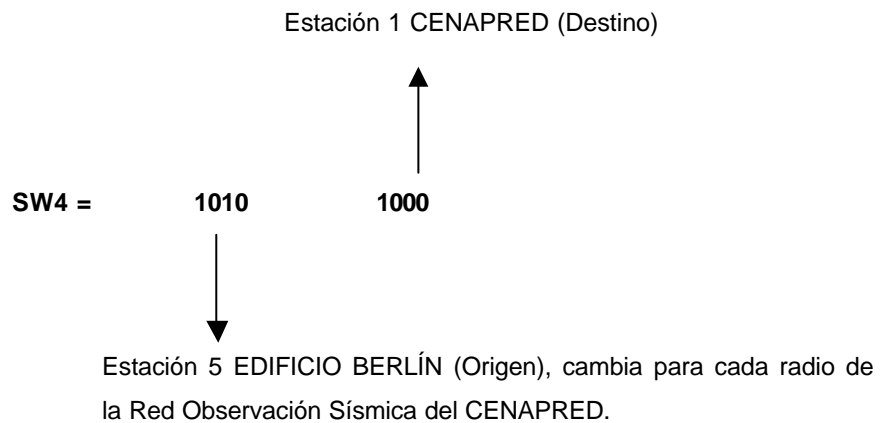 Estación 1 CENAPRED (Destino)
SW4 = 1010 1000
Estación 5 EDIFICIO BERLÍN (Origen), cambia para cada radio de
la Red Observación Sísmica del CENAPRED.